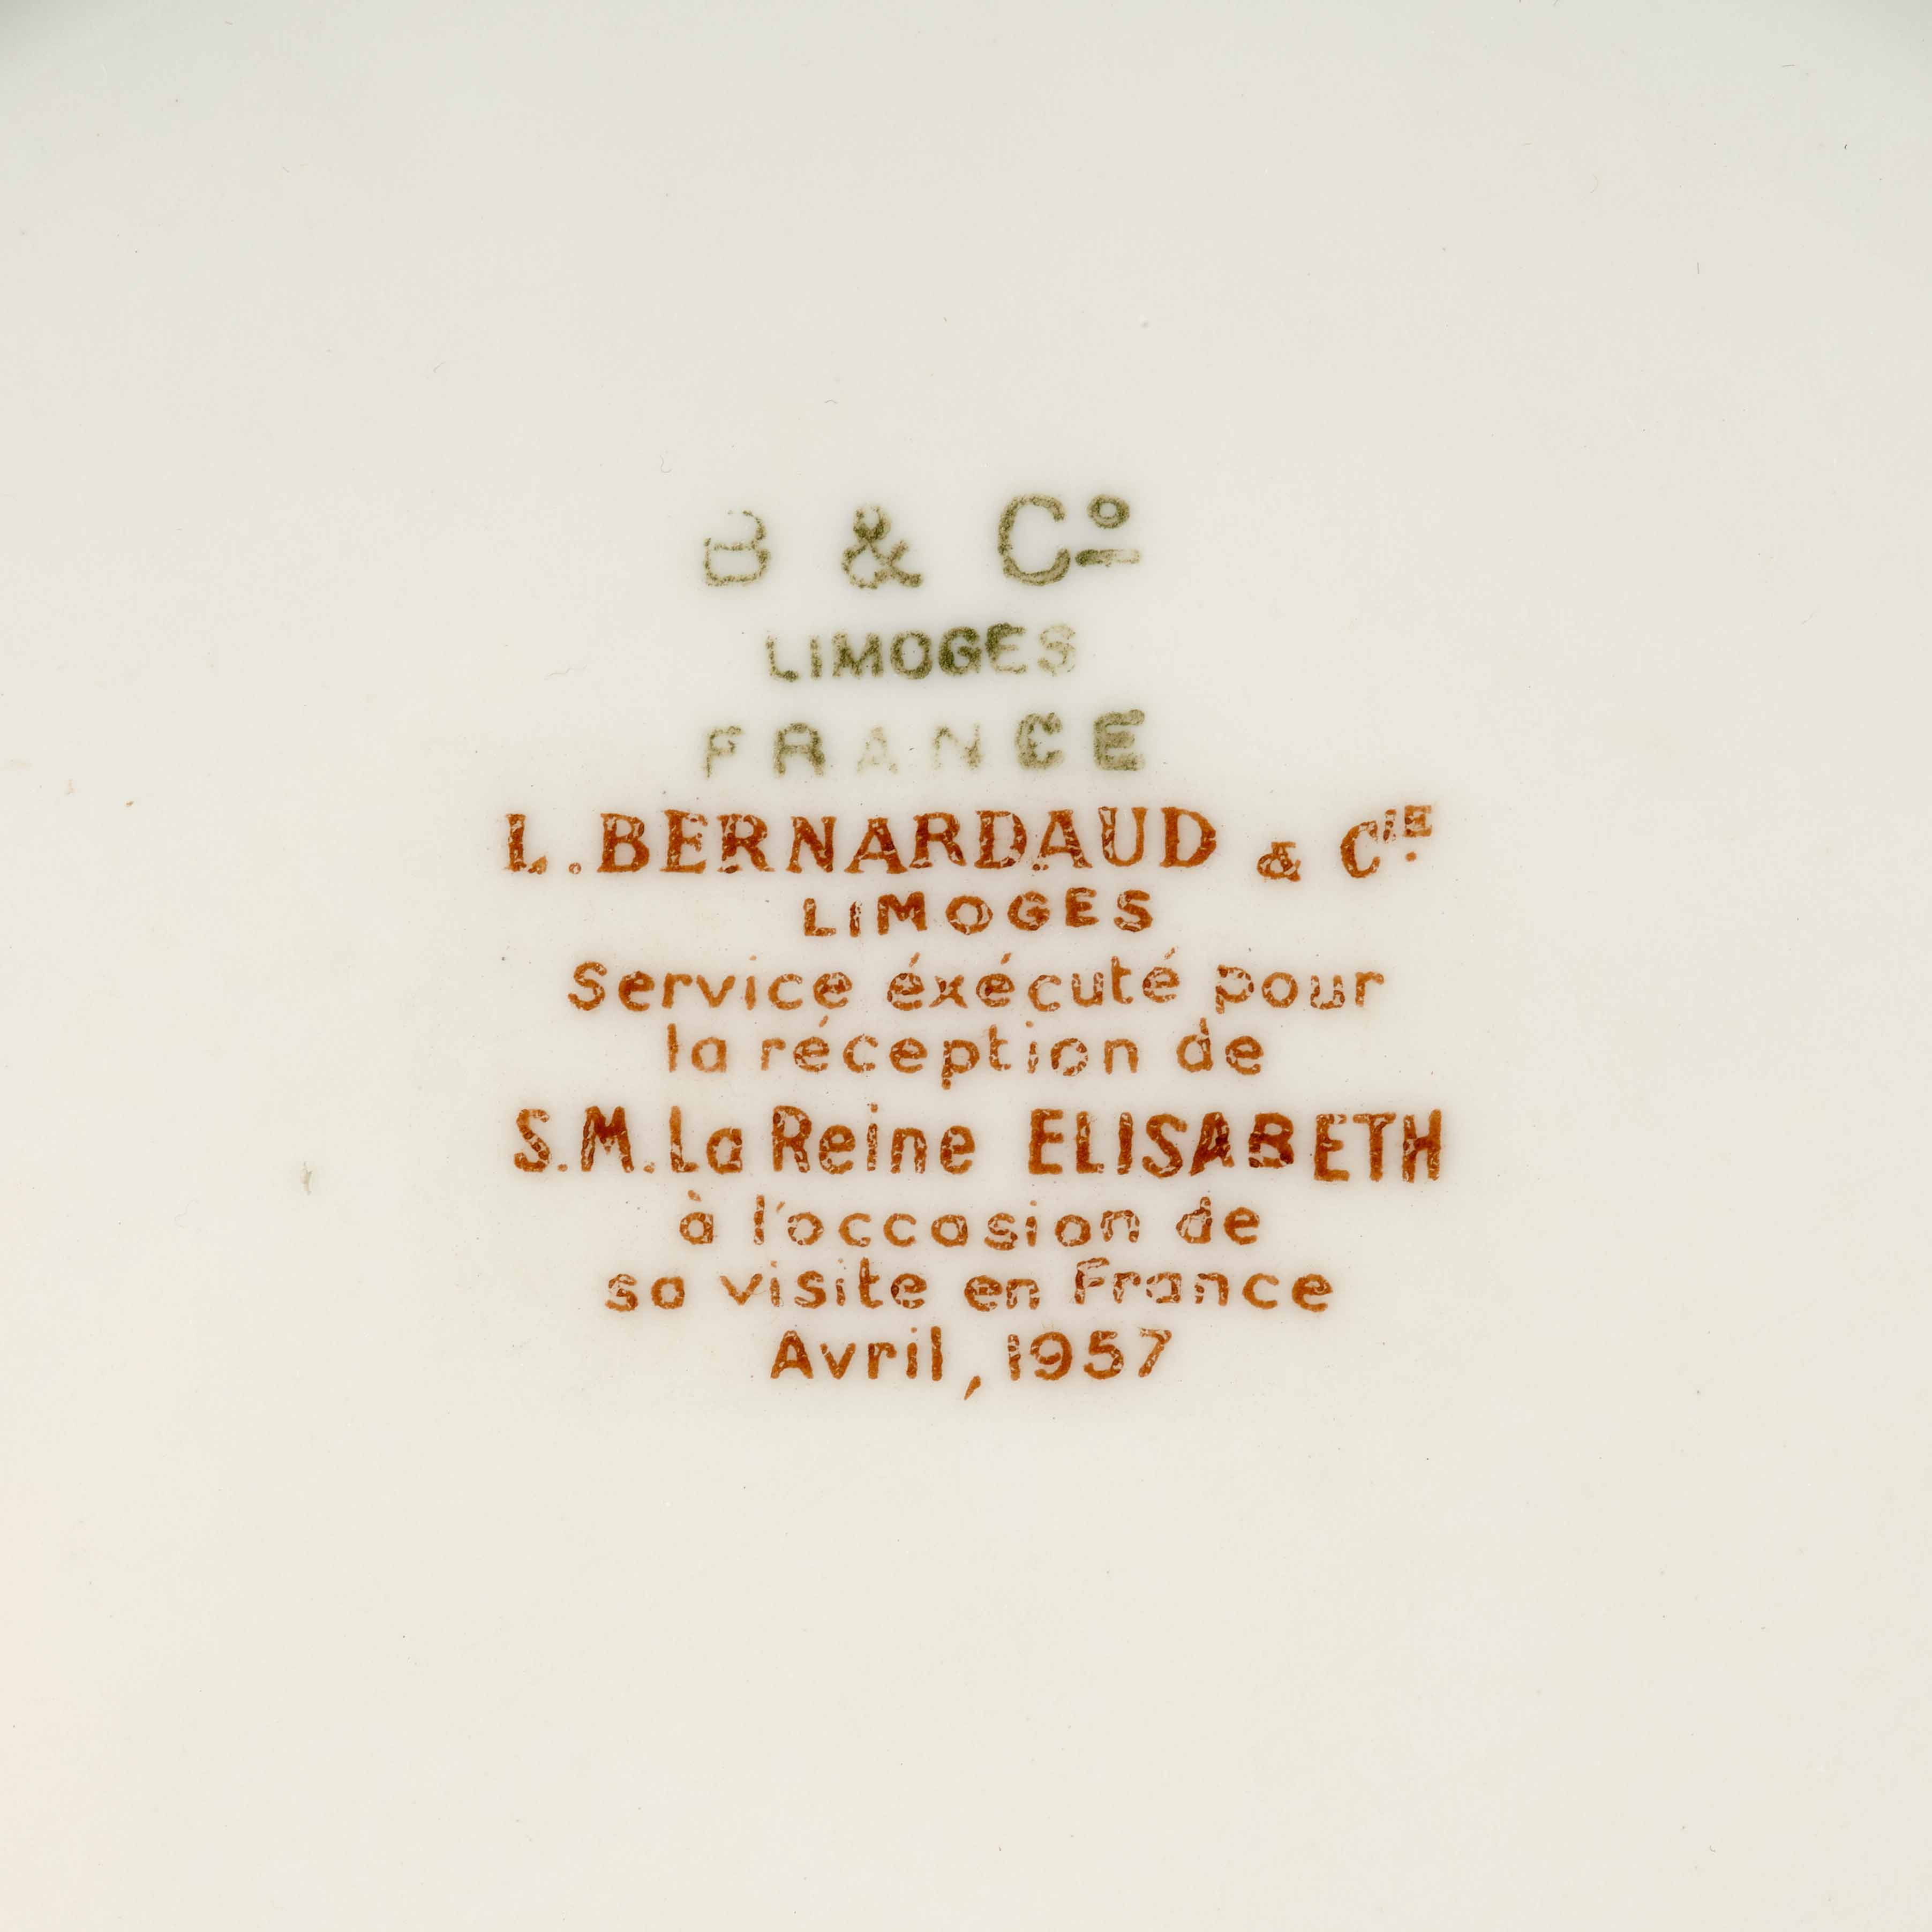 B & Cº
LIMOGES
FRANCE
L. BERNARDAUD & CIE.
LIMOGES
Service éxécuté pour
la réception de
S.M. La Reine ELISABETH
à l'occasion de
sa visite en France
Avril, 1957